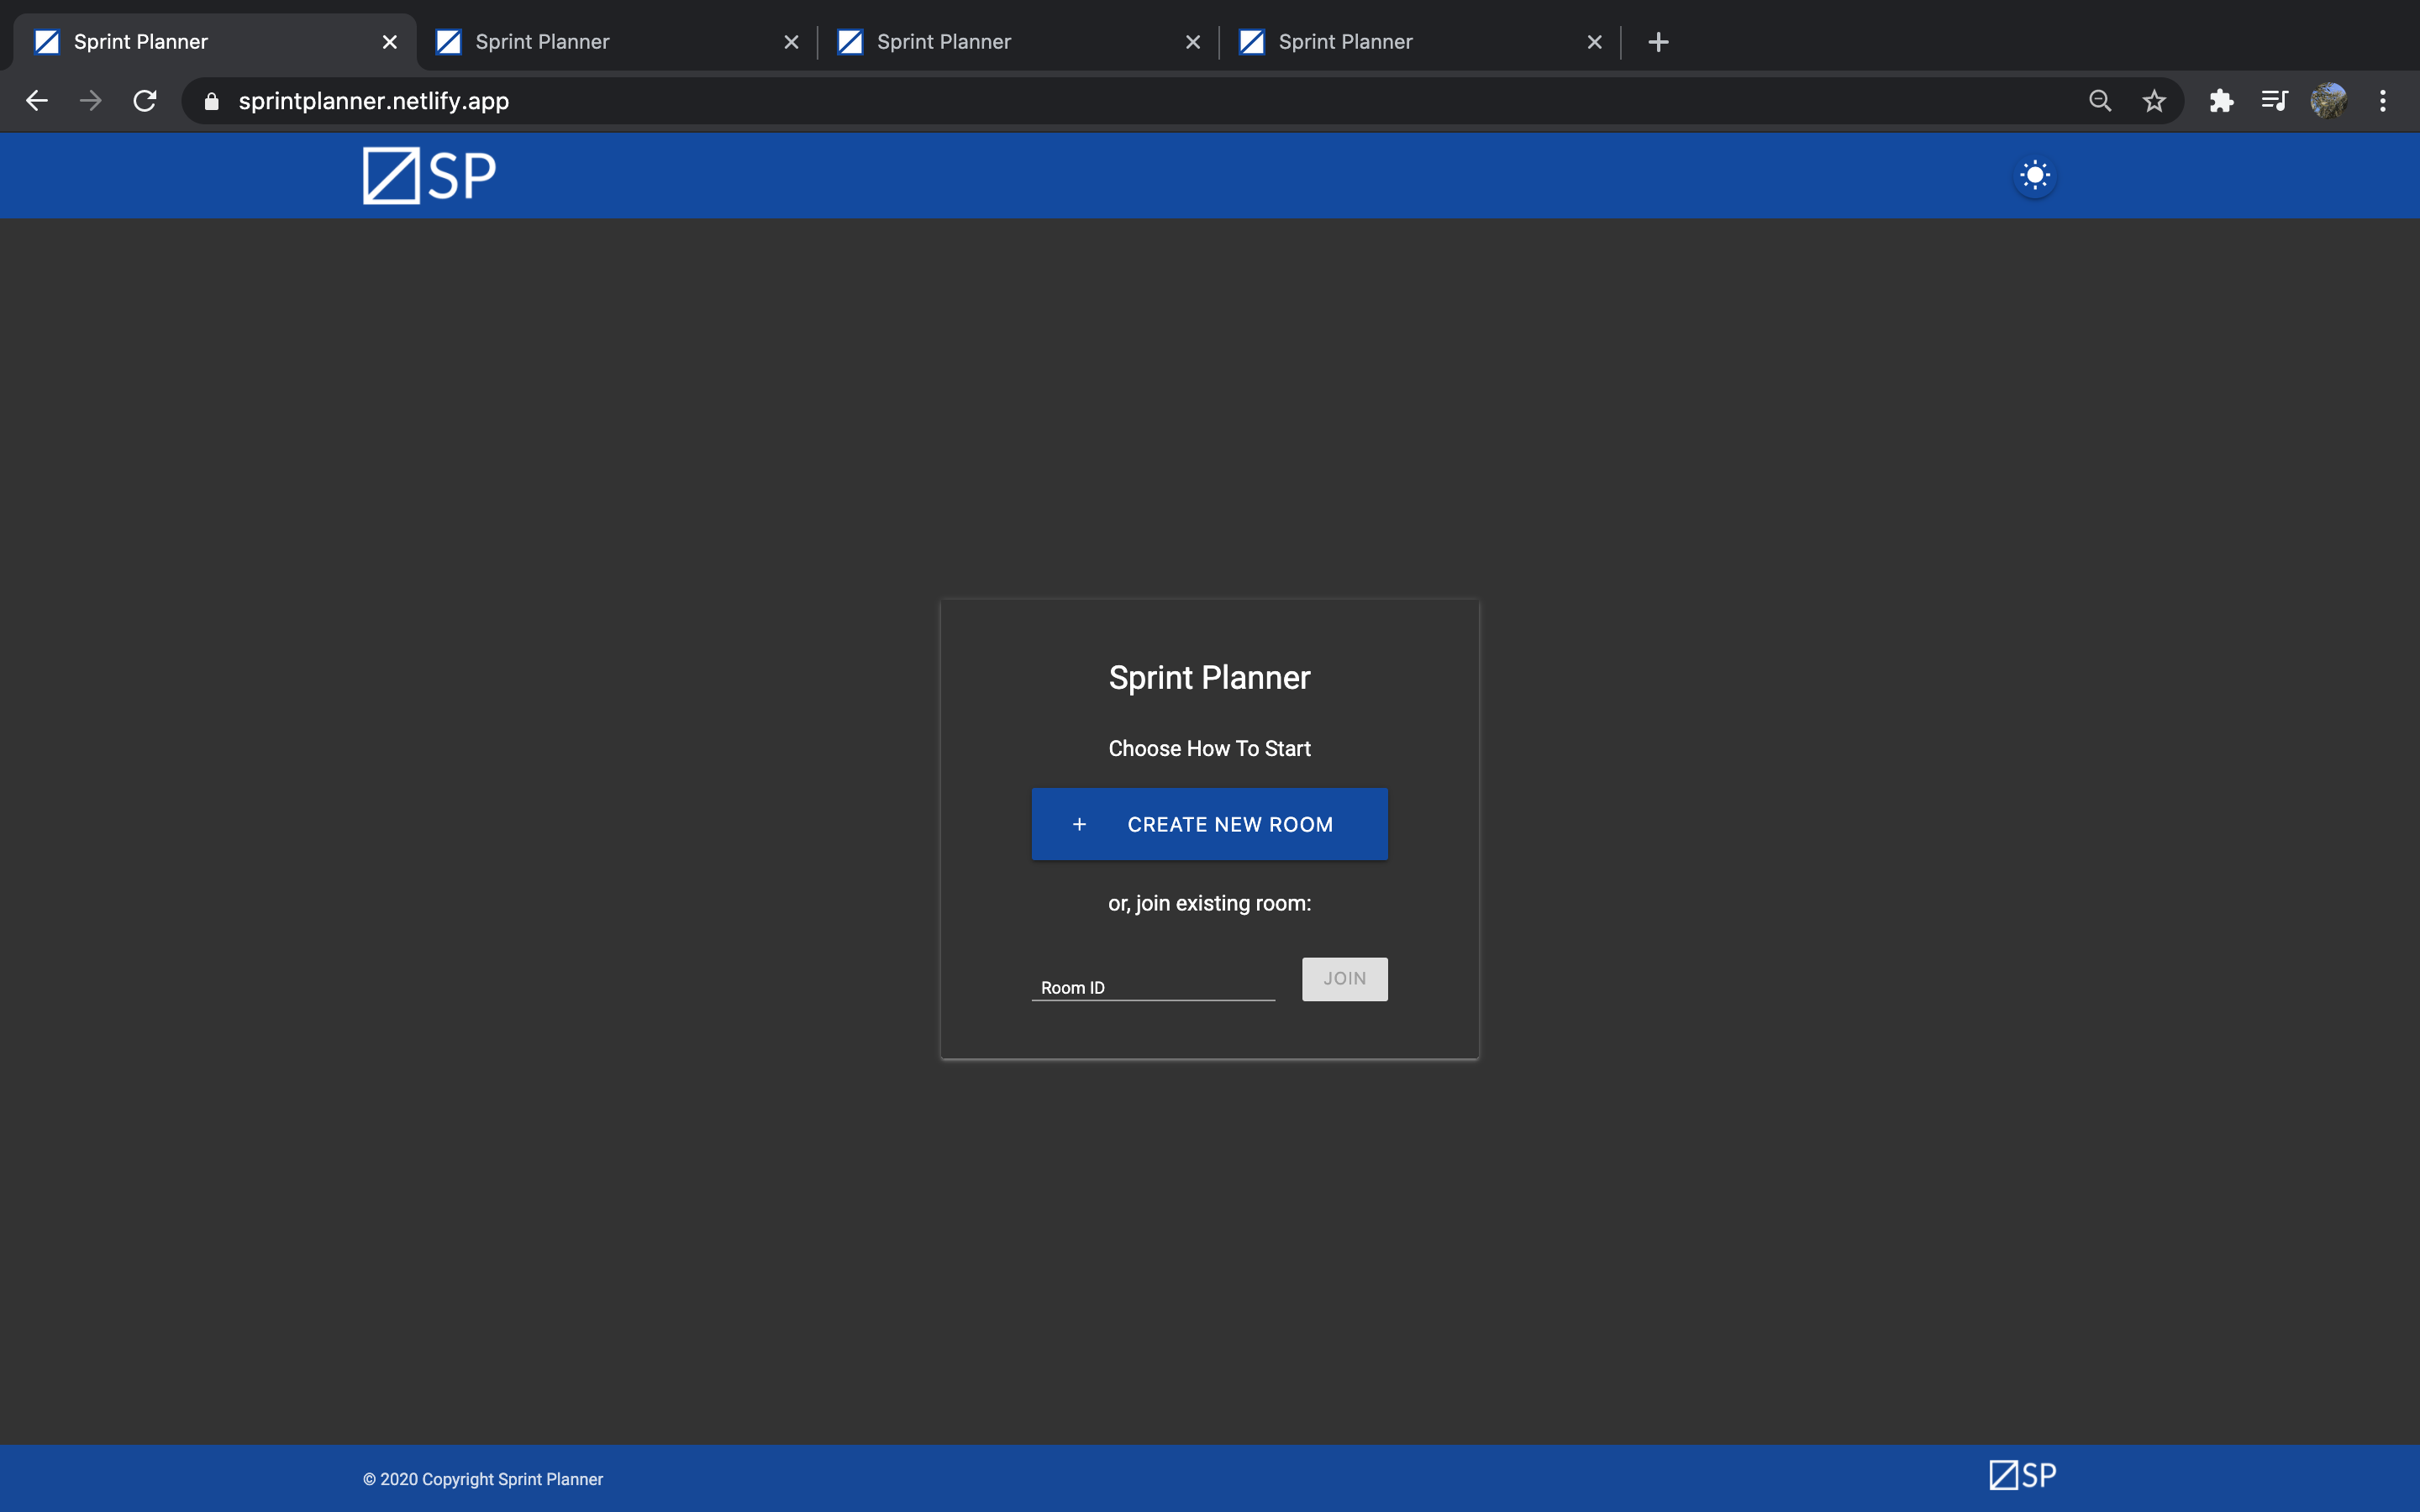 Sprint Planner
Sprint Planner
Sprint Planner
Sprint Planner
sprintplanner.netlify.app
SP
Sprint Planner
Choose How To Start
+ CREATE NEW ROOM
or, join existing room:
Room ID
JOIN
© 2020 Copyright Sprint Planner
SP